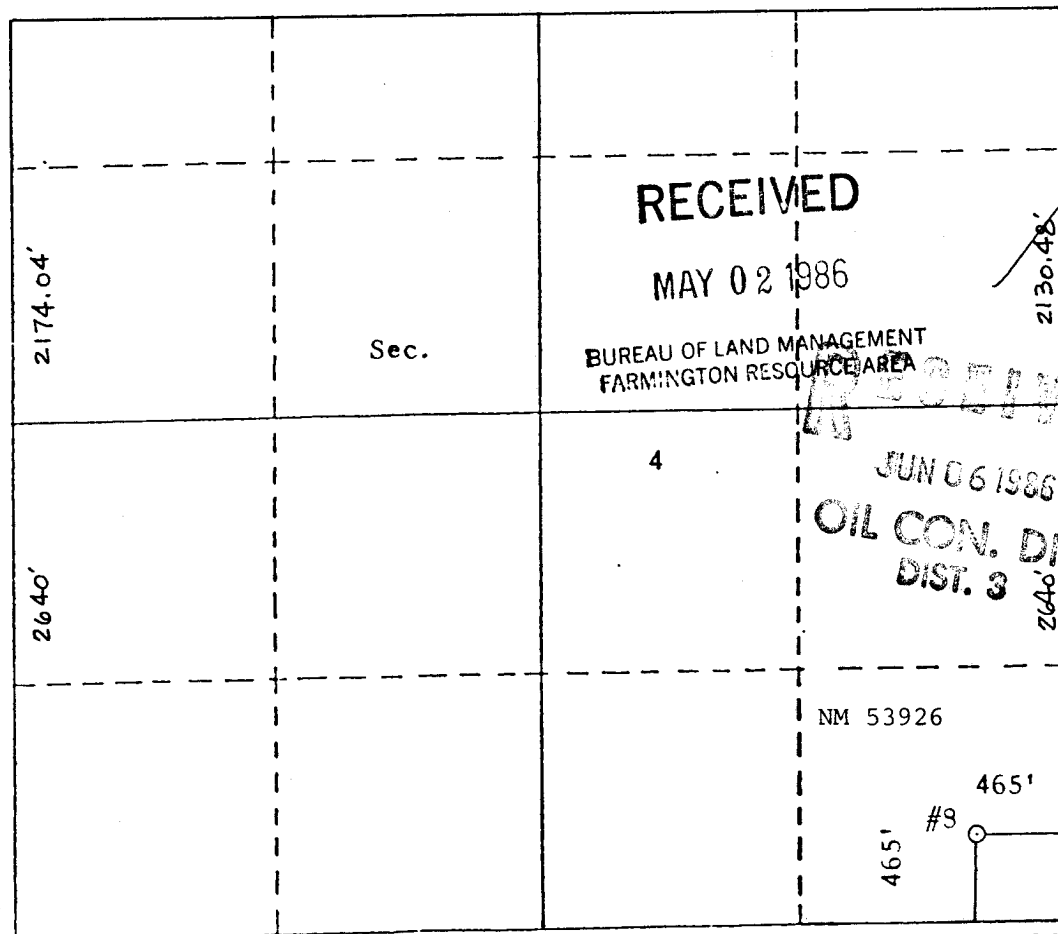 RECEIVED
2130.48'
2174.04'
MAY 02 1986
Sec.
BUREAU OF LAND MANAGEMENT
FARMINGTON RESOURCE AREA
4
JUN 06 1986
OIL CON. DI
DIST. 3
2640'
2640'
NM 53926
465'
465'